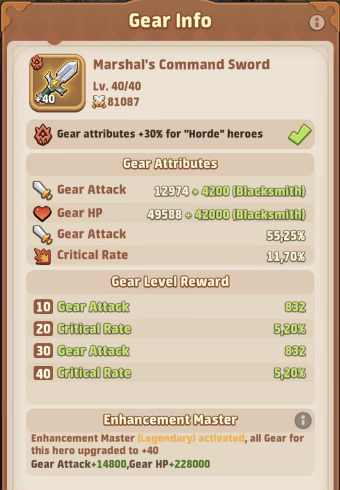 Gear Info
Marshal's Command Sword
Lv. 40/40
81087
+40
Gear attributes +30% for "Horde" heroes
Gear Attributes
Gear Attack 12974 + 4200 (Blacksmith)
Gear HP 49588 + 42000 (Blacksmith)
Gear Attack 55,25%
Critical Rate 11,70%
Gear Level Reward
10 Gear Attack 832
20 Critical Rate 5,20%
30 Gear Attack 832
40 Critical Rate 5,20%
Enhancement Master
Enhancement Master (Legendary) activated, all Gear for
this hero upgraded to +40
Gear Attack+14800,Gear HP+228000